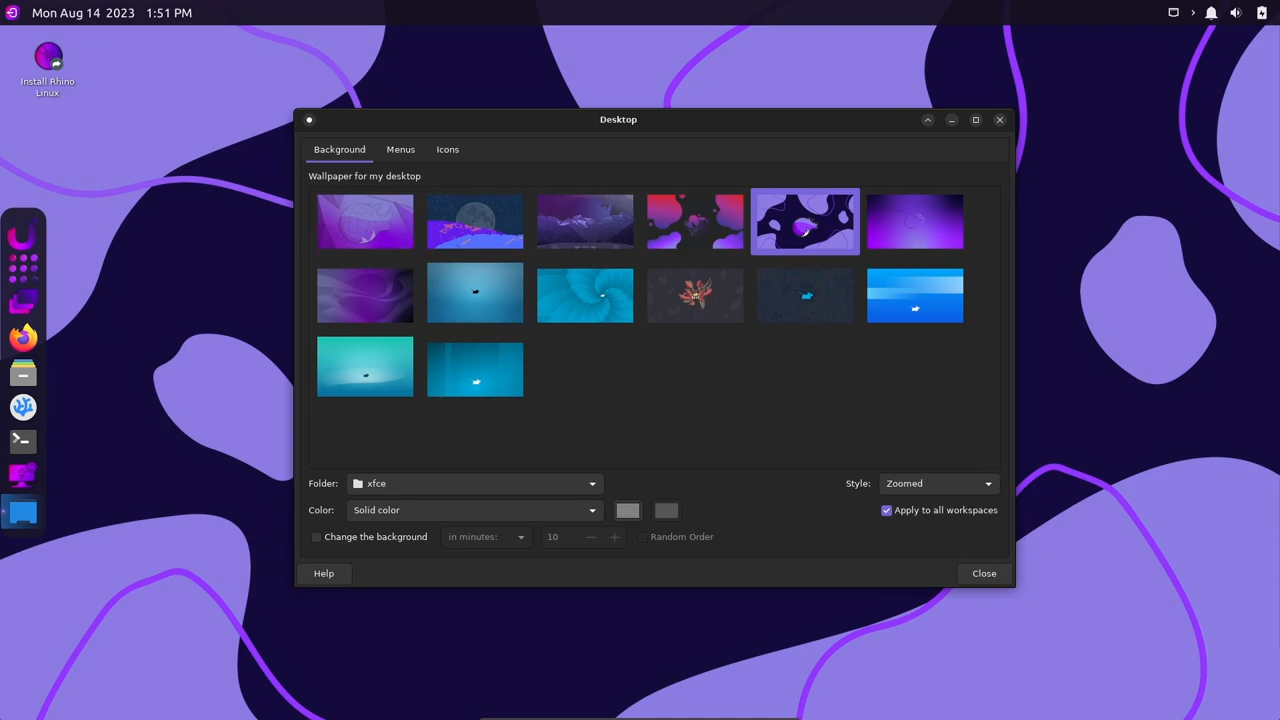 Mon Aug 14 2023 1:51 PM
Install Rhino
Linux
Desktop
Background Menus Icons
Wallpaper for my desktop
Folder: xfce Style: Zoomed
Color: Solid color Apply to all workspaces
Change the background in minutes: 10 Random Order
Help Close